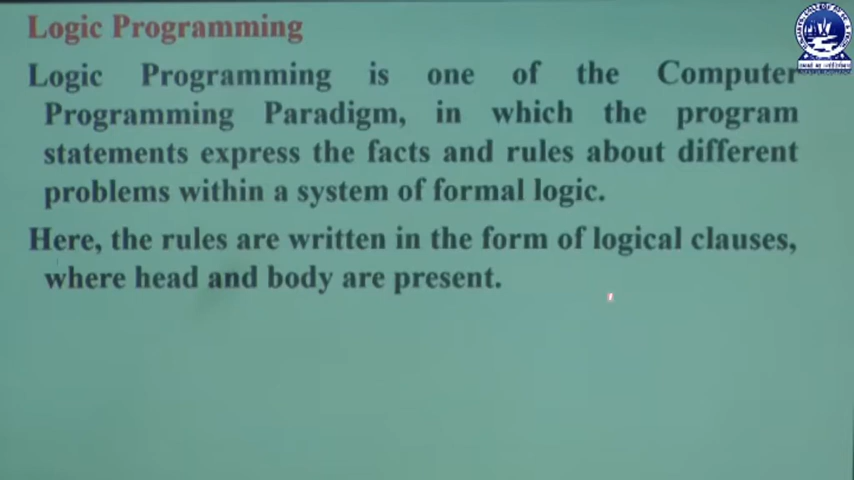 Logic Programming
Logic Programming is one of the Computer
Programming Paradigm, in which the program
statements express the facts and rules about different
problems within a system of formal logic.
Here, the rules are written in the form of logical clauses,
where head and body are present.